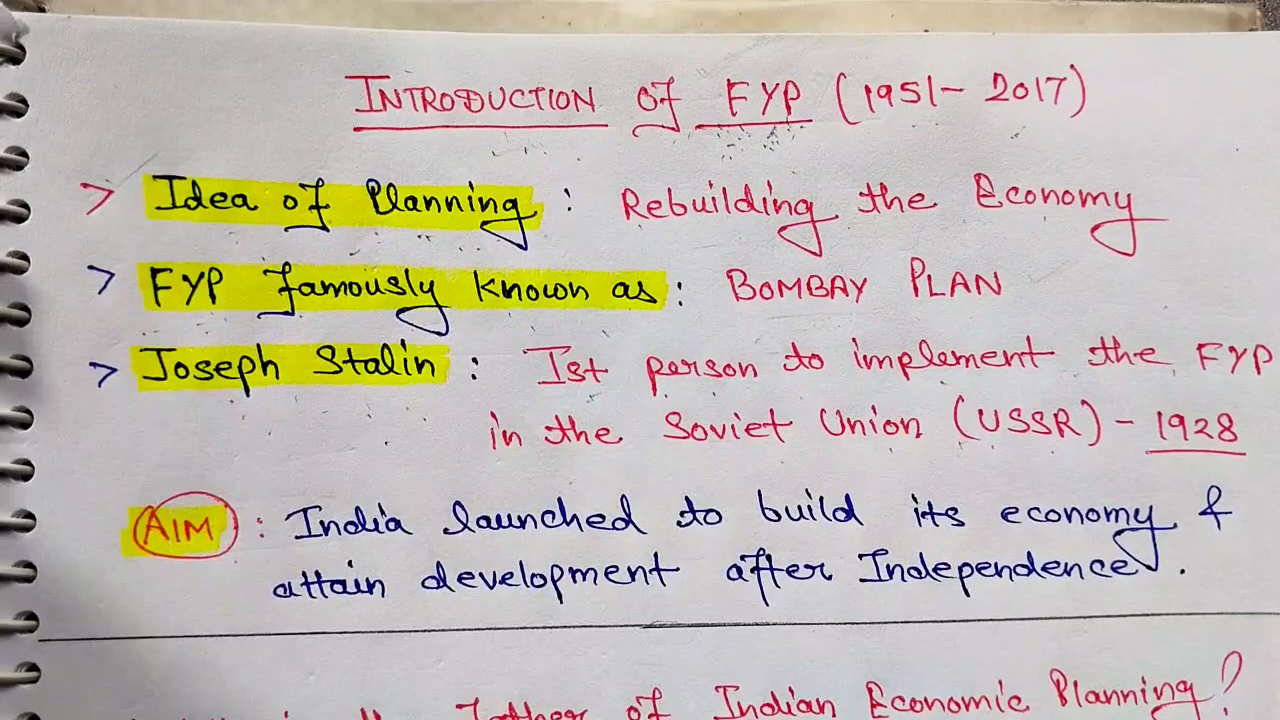 INTRODUCTION of FYP (1951- 2017)
> Idea of Planning : Rebuilding the Economy
> FYP famously known as : BOMBAY PLAN
> Joseph Stalin : Ist person to implement the FYP
in the Soviet Union (USSR) - 1928
AIM : India launched to build its economy &
attain development after Independence.
of Indian Economic Planning?